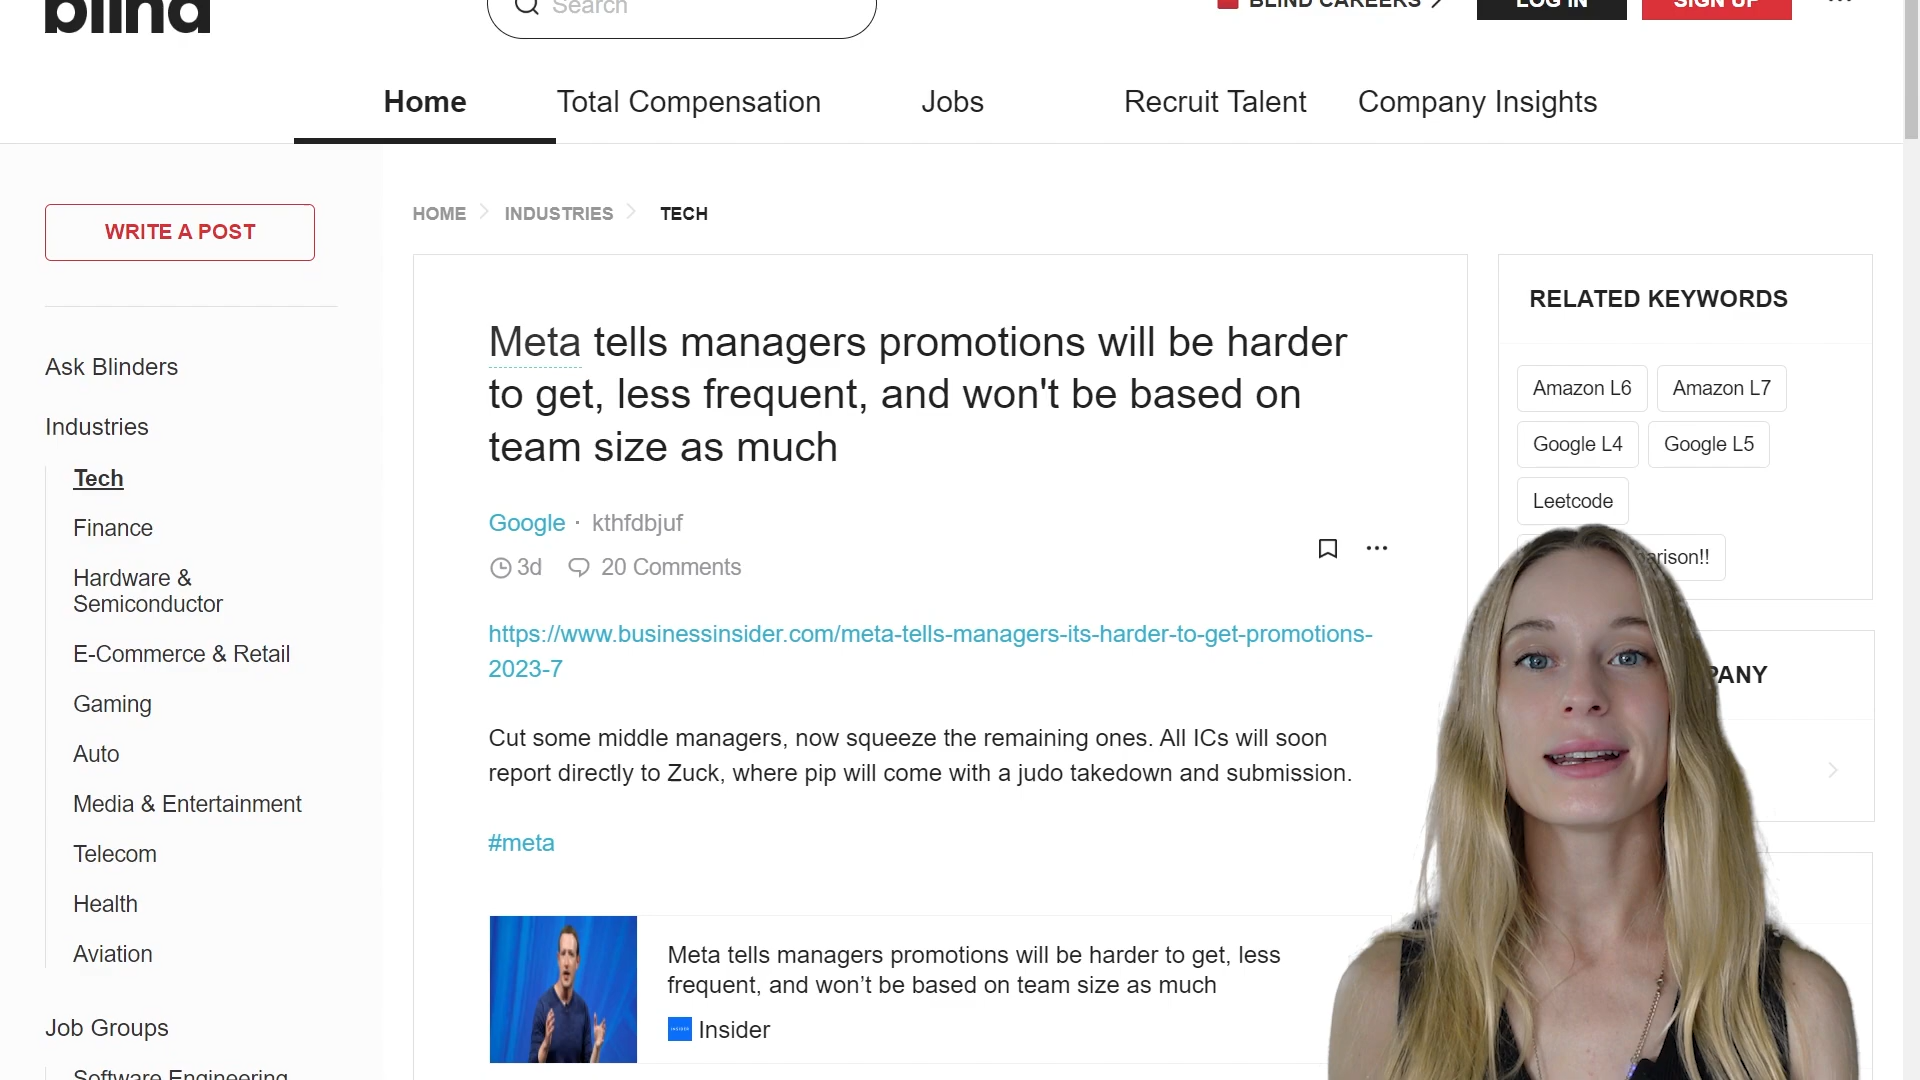 blind
Search
BLIND CAREERS
LOG IN
SIGN UP
Home
Total Compensation
Jobs
Recruit Talent
Company Insights
WRITE A POST
HOME
INDUSTRIES
TECH
Ask Blinders
Industries
Tech
Finance
Hardware &
Semiconductor
E-Commerce & Retail
Gaming
Auto
Media & Entertainment
Telecom
Health
Aviation
Job Groups
Software Engineering
Meta tells managers promotions will be harder
to get, less frequent, and won't be based on
team size as much
Google · kthfdbjuf
3d 20 Comments
https://www.businessinsider.com/meta-tells-managers-its-harder-to-get-promotions-
2023-7
Cut some middle managers, now squeeze the remaining ones. All ICs will soon
report directly to Zuck, where pip will come with a judo takedown and submission.
#meta
Meta tells managers promotions will be harder to get, less
frequent, and won’t be based on team size as much
INSIDER
Insider
RELATED KEYWORDS
Amazon L6
Amazon L7
Google L4
Google L5
Leetcode